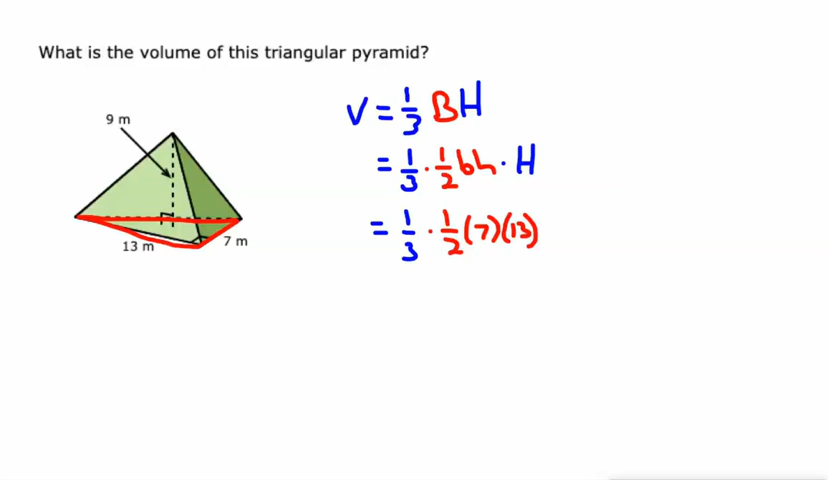 What is the volume of this triangular pyramid?
9 m
13 m
7 m
V = 1/3 BH
= 1/3 · 1/2 bh · H
= 1/3 · 1/2 (7)(13)